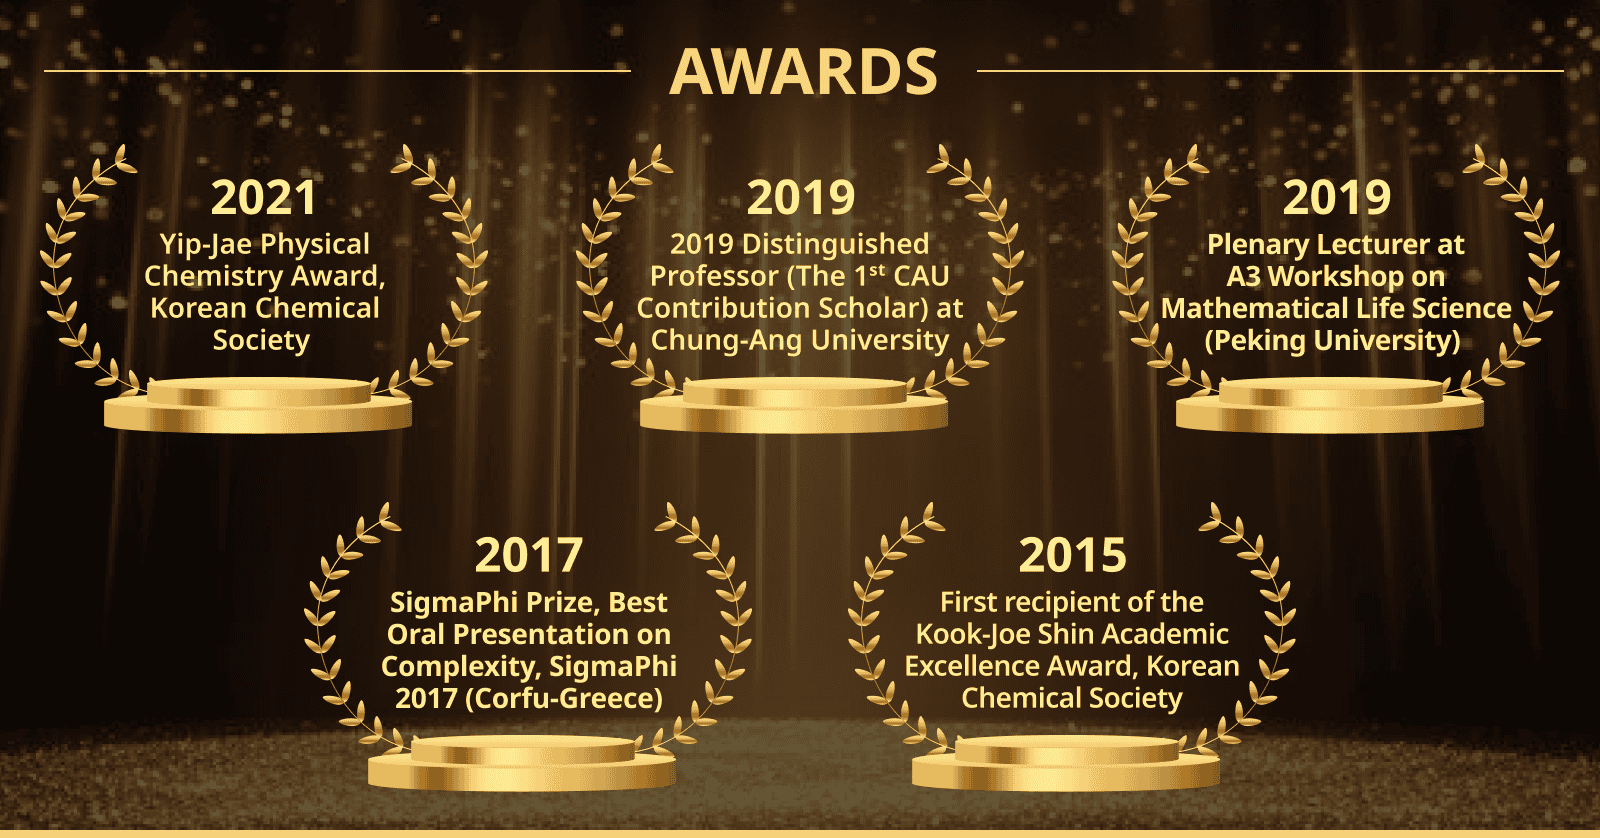 AWARDS
2021
Yip-Jae Physical
Chemistry Award,
Korean Chemical
Society
2019
2019 Distinguished
Professor (The 1st CAU
Contribution Scholar) at
Chung-Ang University
2019
Plenary Lecturer at
A3 Workshop on
Mathematical Life Science
(Peking University)
2017
SigmaPhi Prize, Best
Oral Presentation on
Complexity, SigmaPhi
2017 (Corfu-Greece)
2015
First recipient of the
Kook-Joe Shin Academic
Excellence Award, Korean
Chemical Society